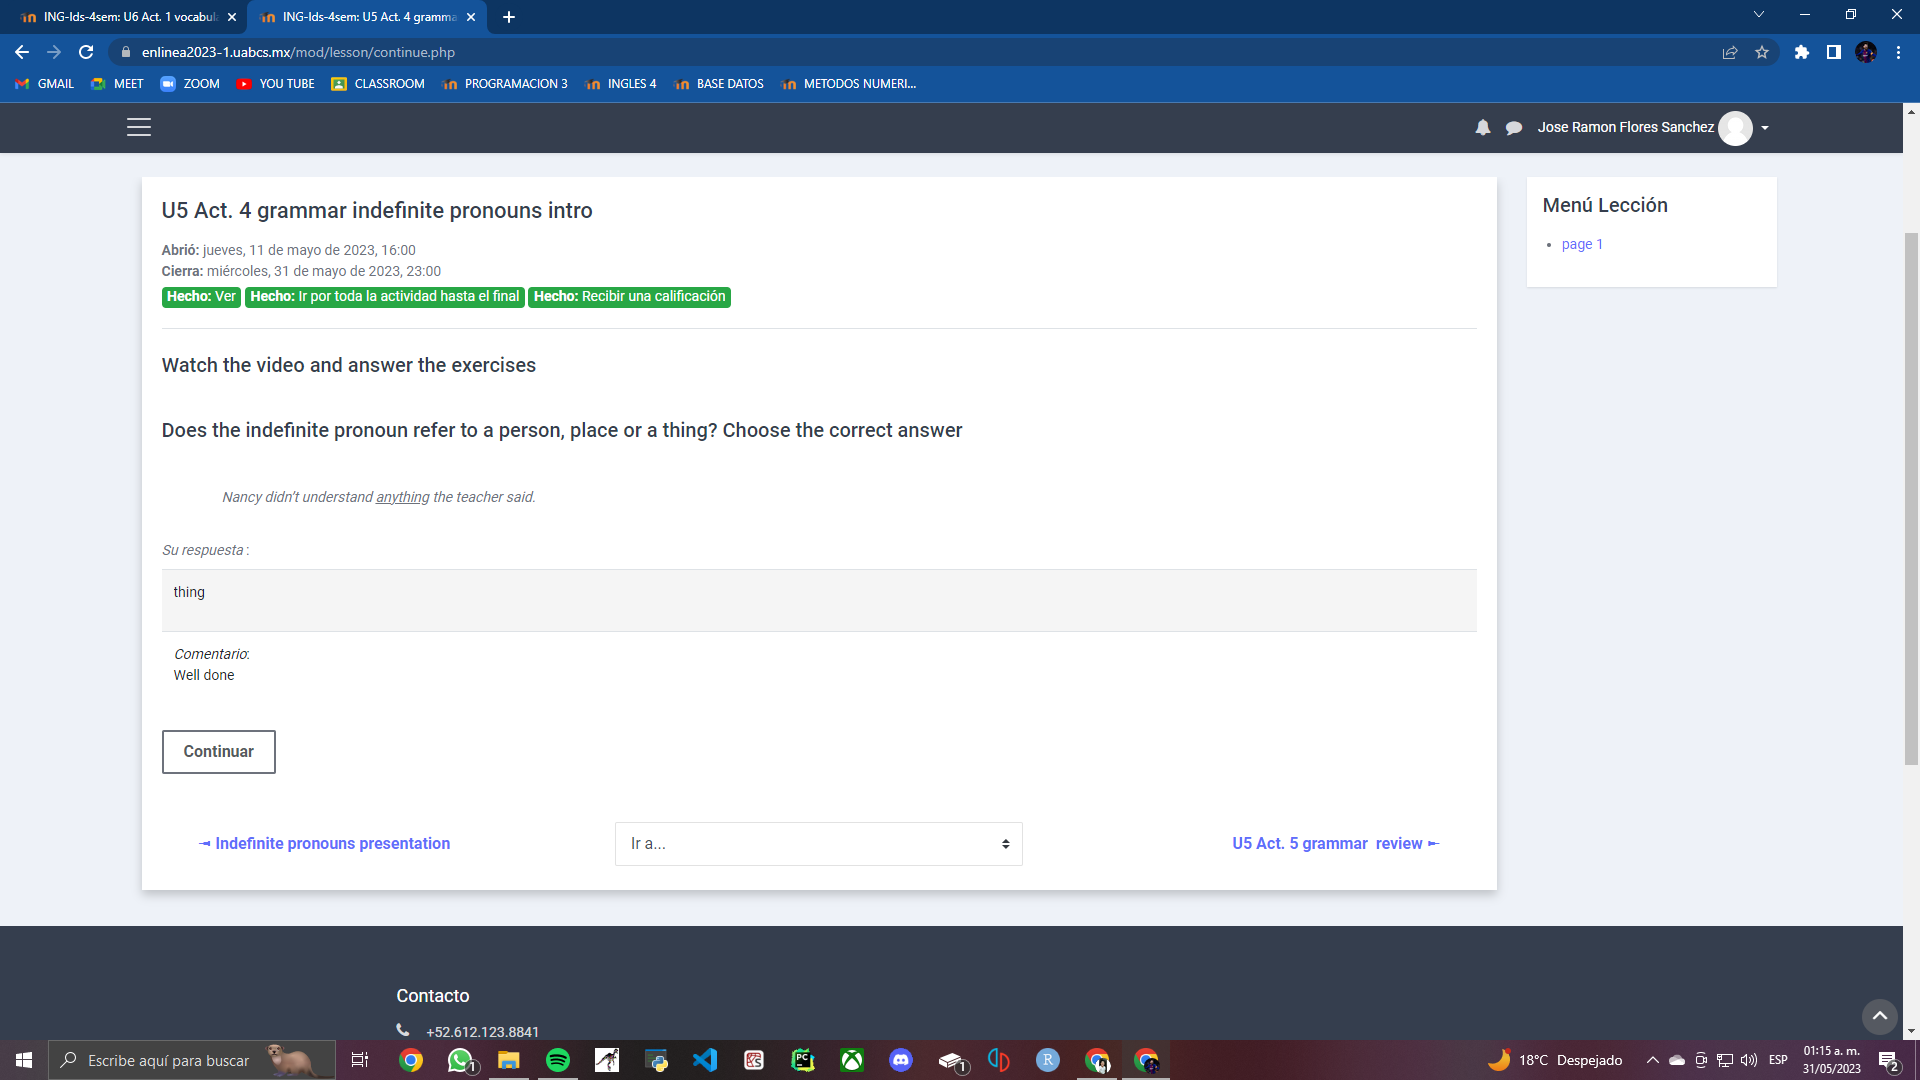 ING-Ids-4sem: U6 Act. 1 vocabula
ING-Ids-4sem: U5 Act. 4 gramma
enlinea2023-1.uabcs.mx/mod/lesson/continue.php
GMAIL
MEET
ZOOM
YOU TUBE
CLASSROOM
PROGRAMACION 3
INGLES 4
BASE DATOS
METODOS NUMERI...
Jose Ramon Flores Sanchez
U5 Act. 4 grammar indefinite pronouns intro
Abrió: jueves, 11 de mayo de 2023, 16:00
Cierra: miércoles, 31 de mayo de 2023, 23:00
Hecho: Ver Hecho: Ir por toda la actividad hasta el final Hecho: Recibir una calificación
Menú Lección
page 1
Watch the video and answer the exercises
Does the indefinite pronoun refer to a person, place or a thing? Choose the correct answer
Nancy didn't understand anything the teacher said.
Su respuesta :
thing
Comentario:
Well done
Continuar
◄ Indefinite pronouns presentation
Ir a...
U5 Act. 5 grammar review ►
Contacto
+52.612.123.8841
Escribe aquí para buscar
1
1
18°C Despejado
ESP
01:15 a. m.
31/05/2023
2